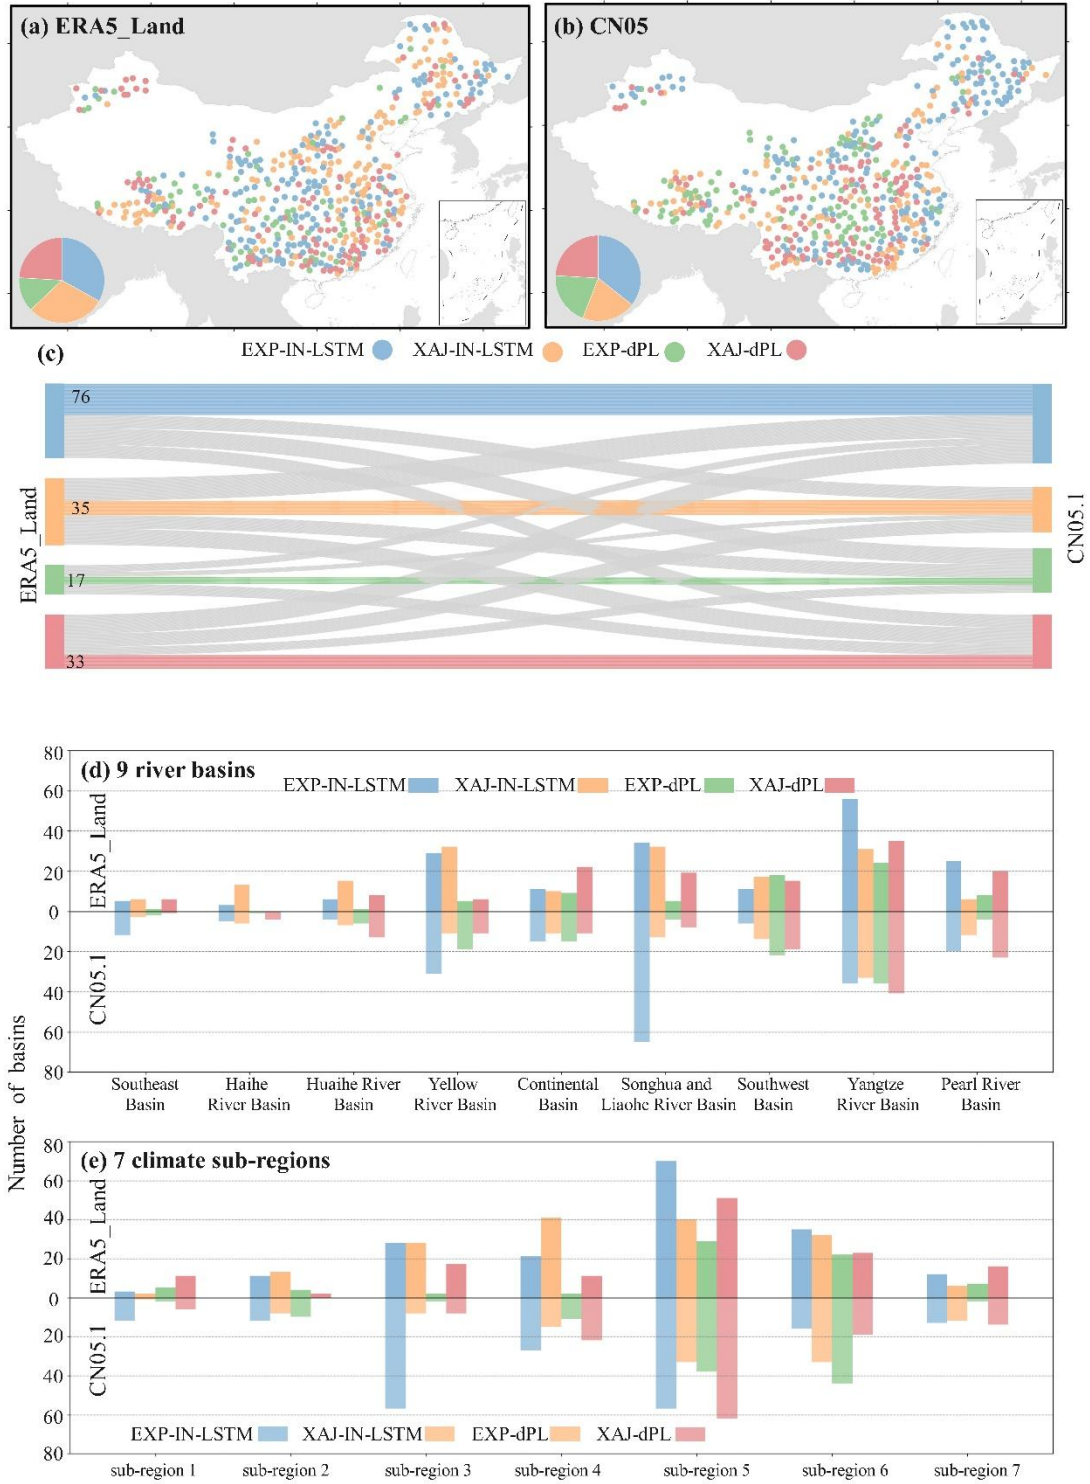 (a) ERA5_Land
(b) CN05
(c)
EXP-IN-LSTM XAJ-IN-LSTM EXP-dPL XAJ-dPL
76
35
17
33
ERA5_Land
CN05.1
(d) 9 river basins
EXP-IN-LSTM XAJ-IN-LSTM EXP-dPL XAJ-dPL
80
60
40
20
0
20
40
60
80
ERA5_Land
CN05.1
Southeast Basin
Haihe River Basin
Huaihe River Basin
Yellow River Basin
Continental Basin
Songhua and Liaohe River Basin
Southwest Basin
Yangtze River Basin
Pearl River Basin
Number of basins
(e) 7 climate sub-regions
80
60
40
20
0
20
40
60
80
ERA5_Land
CN05.1
EXP-IN-LSTM XAJ-IN-LSTM EXP-dPL XAJ-dPL
sub-region 1 sub-region 2 sub-region 3 sub-region 4 sub-region 5 sub-region 6 sub-region 7